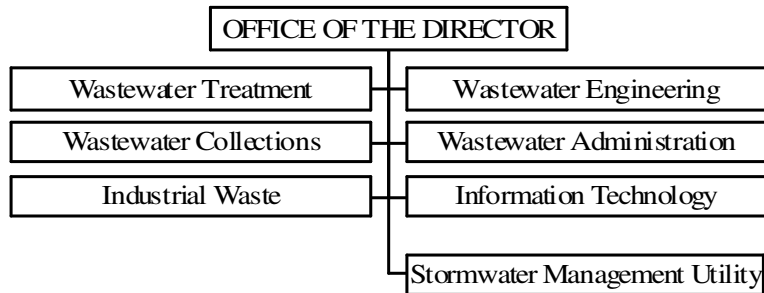 OFFICE OF THE DIRECTOR
Wastewater Treatment
Wastewater Engineering
Wastewater Collections
Wastewater Administration
Industrial Waste
Information Technology
Stormwater Management Utility